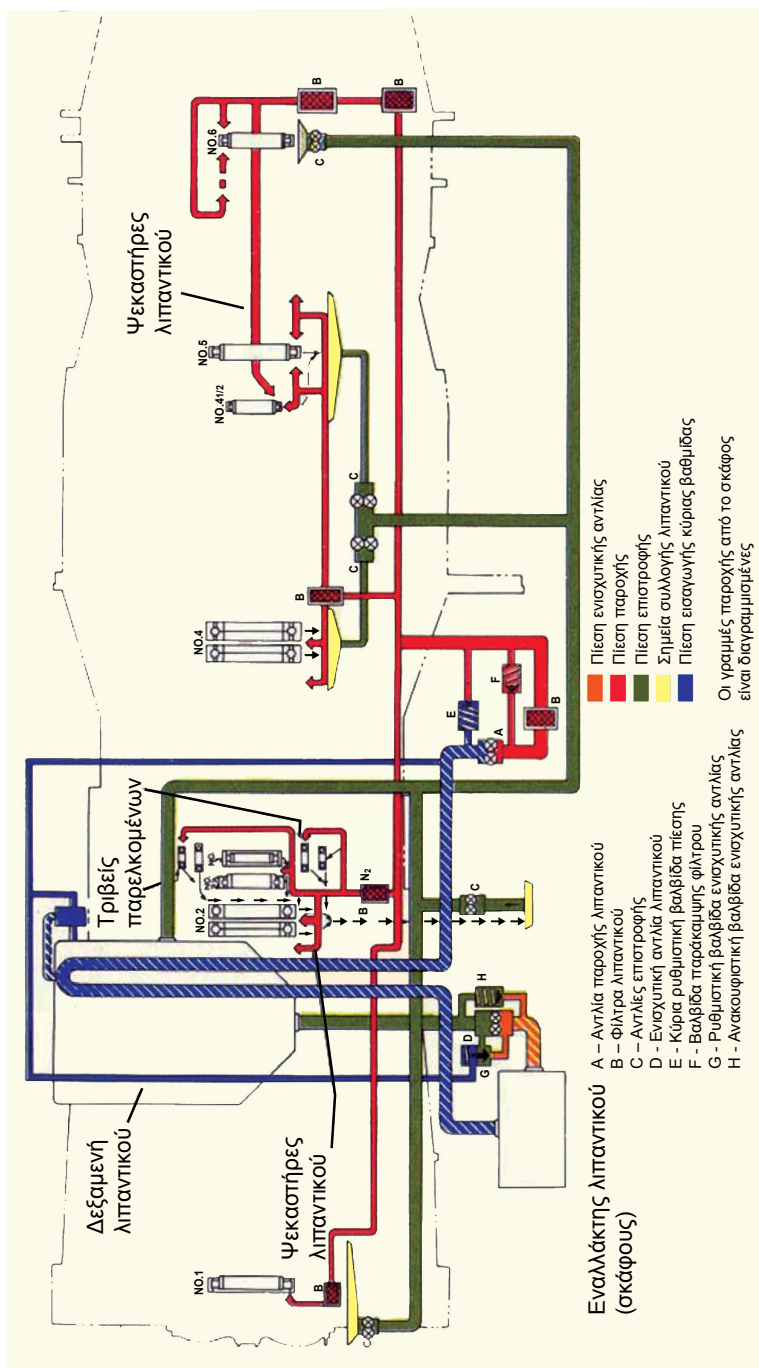 Δεξαμενή
λιπαντικού
Τριβείς
παρελκομένων
Ψεκαστήρες
λιπαντικού
Ψεκαστήρες
λιπαντικού
NO.1
B
C
NO.2
NO.
NO.
N₂
B
C
D
G
H
NO.4
B
C
C
E
A
F
B
NO.4 1/2
NO.5
NO.6
C
B
B
Εναλλάκτης λιπαντικού
(σκάφους)
A – Αντλία παροχής λιπαντικού
B – Φίλτρα λιπαντικού
C – Αντλίες επιστροφής
D - Ενισχυτική αντλία λιπαντικού
E - Κύρια ρυθμιστική βαλβίδα πίεσης
F - Βαλβίδα παράκαμψης φίλτρου
G - Ρυθμιστική βαλβίδα ενισχυτικής αντλίας
H - Ανακουφιστική βαλβίδα ενισχυτικής αντλίας
Πίεση ενισχυτικής αντλίας
Πίεση παροχής
Πίεση επιστροφής
Σημεία συλλογής λιπαντικού
Πίεση εισαγωγής κύριας βαθμίδας
Οι γραμμές παροχής από το σκάφος
είναι διαγραμμισμένες